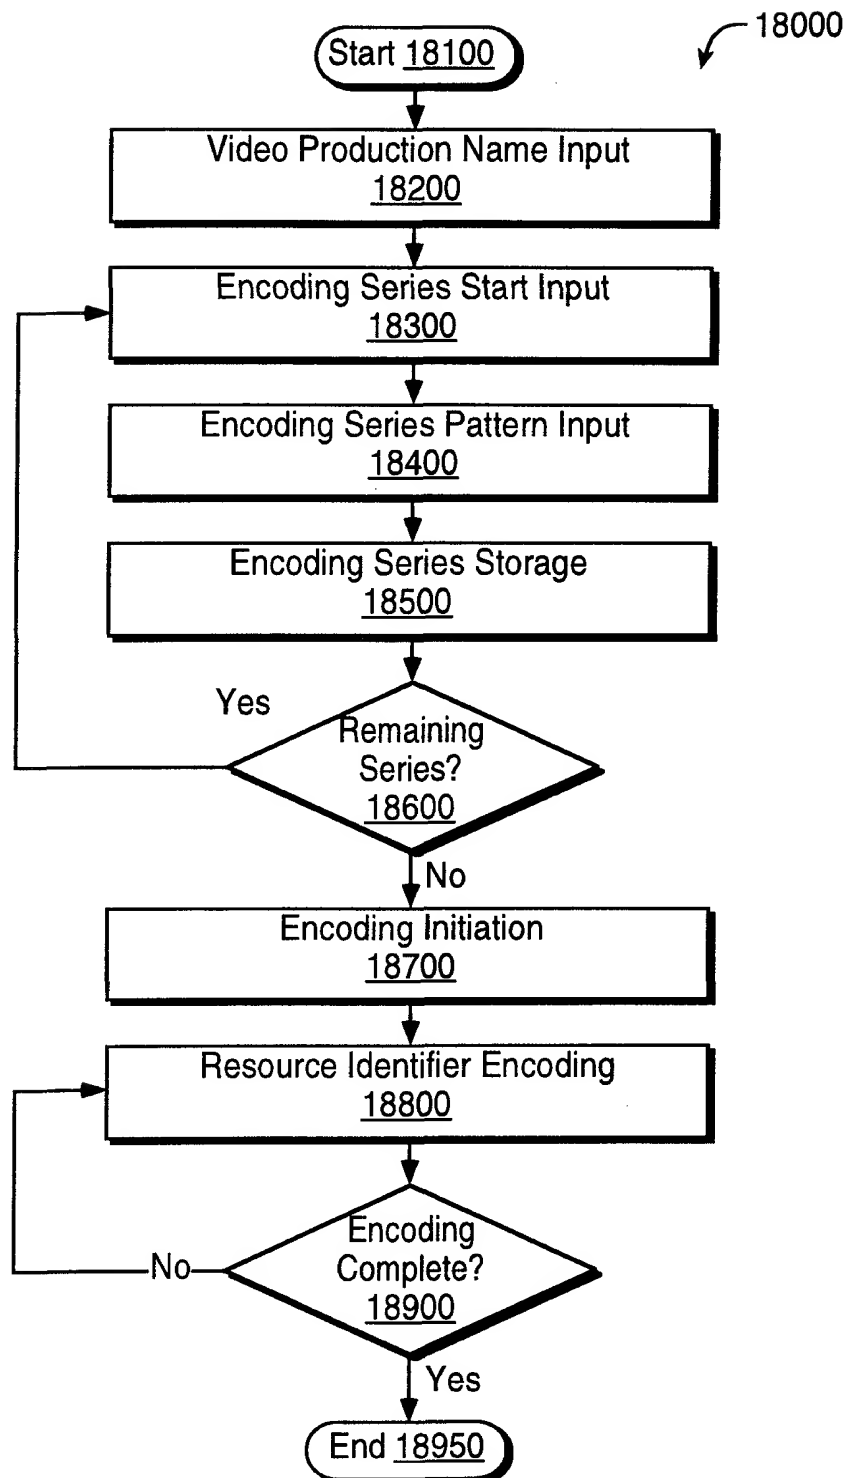 18000
Start 18100
Video Production Name Input
18200
Encoding Series Start Input
18300
Encoding Series Pattern Input
18400
Encoding Series Storage
18500
Yes
Remaining
Series?
18600
No
Encoding Initiation
18700
Resource Identifier Encoding
18800
Encoding
Complete?
18900
No
Yes
End 18950